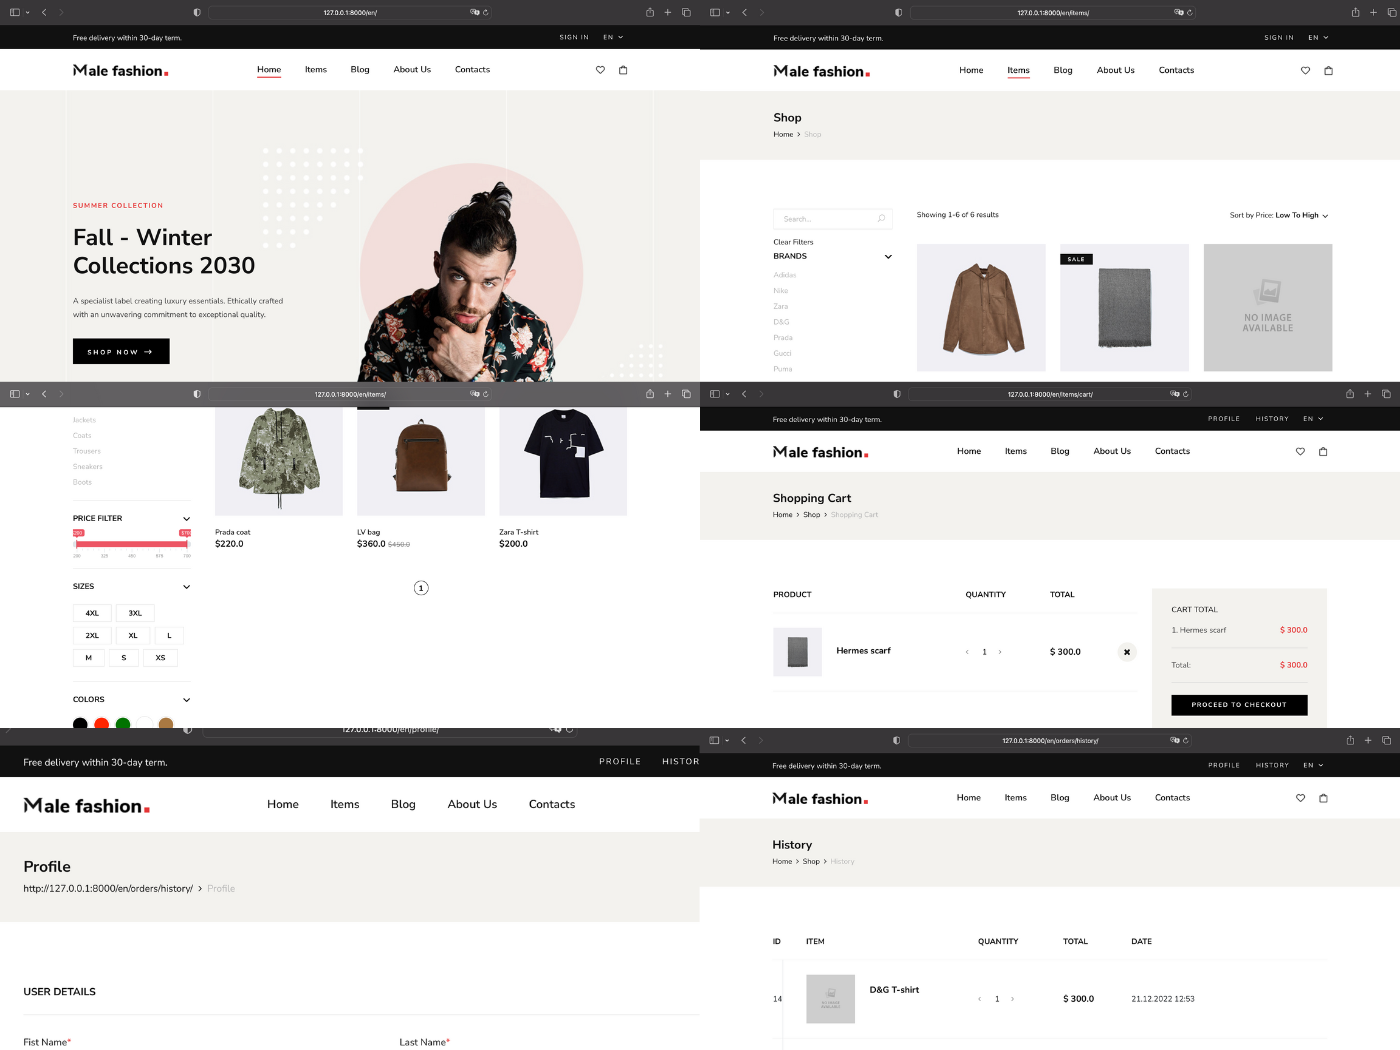 127.0.0.1:8000/en/
Free delivery within 30-day term.
SIGN IN EN
Male fashion.
Home Items Blog About Us Contacts
SUMMER COLLECTION
Fall - Winter
Collections 2030
A specialist label creating luxury essentials. Ethically crafted
with an unwavering commitment to exceptional quality.
SHOP NOW →
127.0.0.1:8000/en/items/
Free delivery within 30-day term.
SIGN IN EN
Male fashion.
Home Items Blog About Us Contacts
Shop
Home > Shop
Search...
Showing 1-6 of 6 results
Sort by Price: Low To High
Clear Filters
BRANDS
Adidas
Nike
Zara
D&G
Prada
Gucci
Puma
SALE
NO IMAGE
AVAILABLE
127.0.0.1:8000/en/items/
Jackets
Coats
Trousers
Sneakers
Boots
PRICE FILTER
SIZES
4XL 3XL
2XL XL L
M S XS
COLORS
Prada coat
$220.0
LV bag
$360.0 $450.0
Zara T-shirt
$200.0
1
127.0.0.1:8000/en/items/cart/
Free delivery within 30-day term.
PROFILE HISTORY EN
Male fashion.
Home Items Blog About Us Contacts
Shopping Cart
Home > Shop > Shopping Cart
PRODUCT QUANTITY TOTAL
Hermes scarf
‹ 1 ›
$ 300.0
CART TOTAL
1. Hermes scarf $ 300.0
Total: $ 300.0
PROCEED TO CHECKOUT
127.0.0.1:8000/en/profile/
Free delivery within 30-day term.
PROFILE HISTOR
Male fashion.
Home Items Blog About Us Contacts
Profile
http://127.0.0.1:8000/en/orders/history/ > Profile
USER DETAILS
Fist Name*
Last Name*
127.0.0.1:8000/en/orders/history/
Free delivery within 30-day term.
PROFILE HISTORY EN
Male fashion.
Home Items Blog About Us Contacts
History
Home > Shop > History
ID ITEM QUANTITY TOTAL DATE
14
NO IMAGE
AVAILABLE
D&G T-shirt
‹ 1 ›
$ 300.0
21.12.2022 12:53